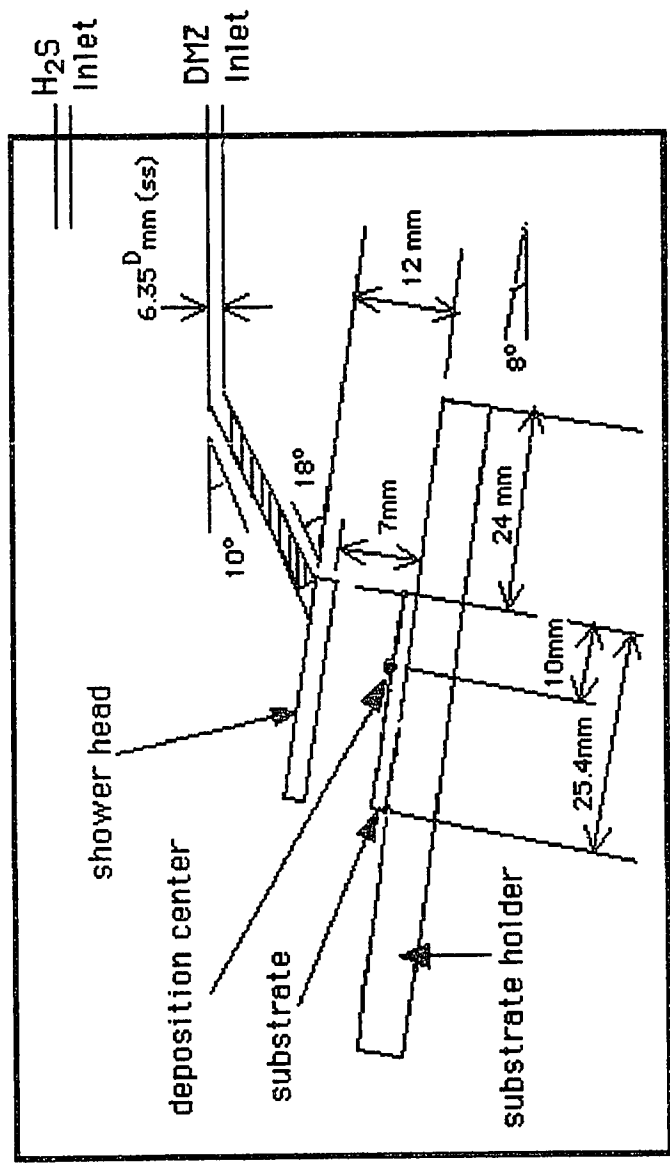 H₂S
Inlet
DMZ
Inlet
6.35ᴰ mm (ss)
10°
18°
12 mm
7mm
8°
24 mm
10mm
25.4mm
shower head
deposition center
substrate
substrate holder